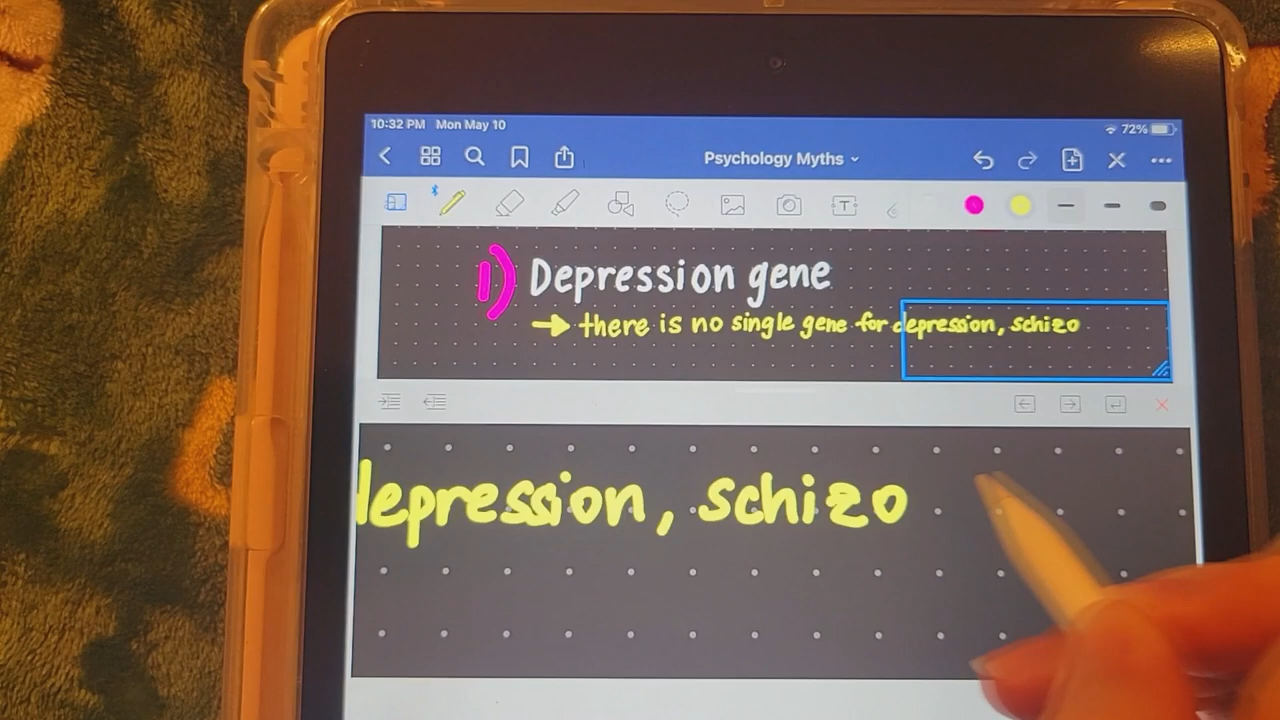 10:32 PM Mon May 10
72%
Psychology Myths
T
1) Depression gene
→ there is no single gene for depression, schizo
depression, schizo